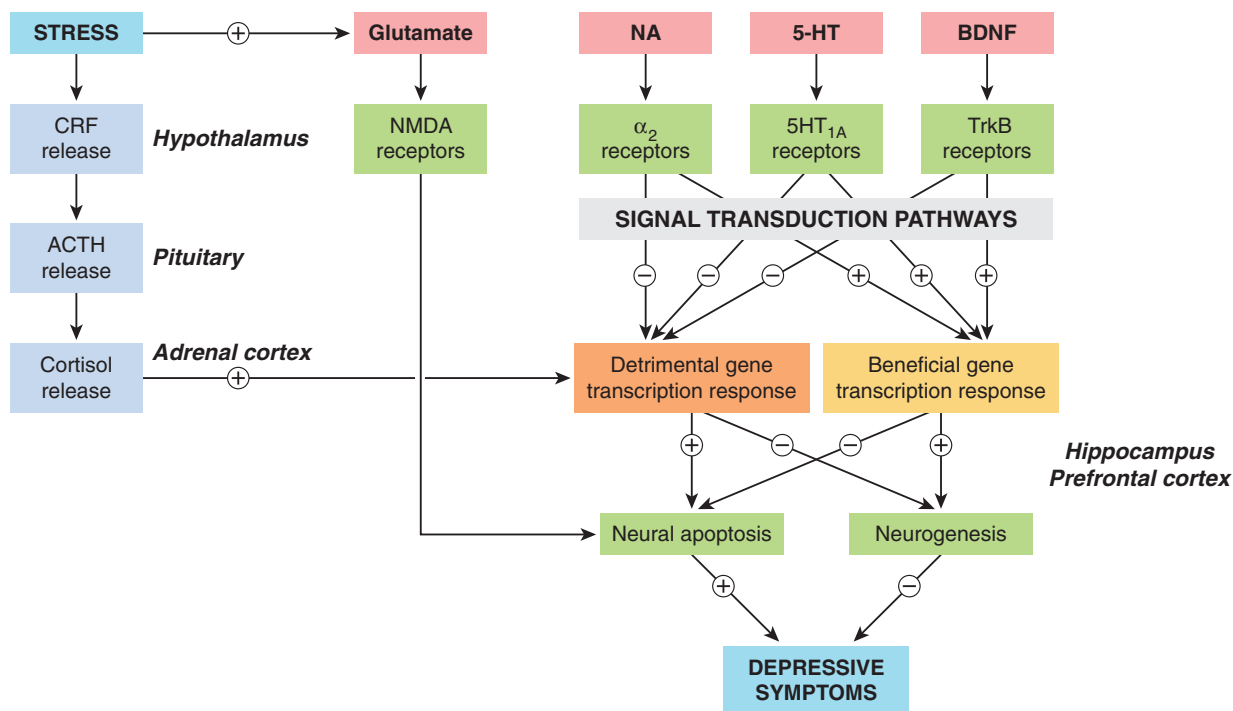 STRESS
+
Glutamate
NA
5-HT
BDNF
CRF
release
Hypothalamus
NMDA
receptors
α2
receptors
5HT1A
receptors
TrkB
receptors
SIGNAL TRANSDUCTION PATHWAYS
ACTH
release
Pituitary
− − − + + +
Cortisol
release
Adrenal cortex
+
Detrimental gene
transcription response
Beneficial gene
transcription response
+ − − +
Hippocampus
Prefrontal cortex
Neural apoptosis
Neurogenesis
+ −
DEPRESSIVE
SYMPTOMS